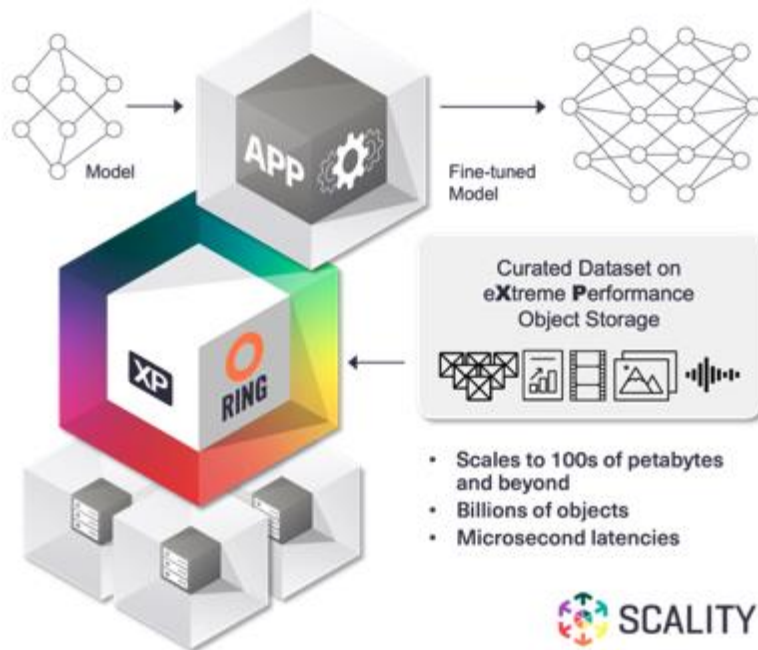 Model
APP
Fine-tuned
Model
Curated Dataset on
eXtreme Performance
Object Storage
XP
RING
• Scales to 100s of petabytes
and beyond
• Billions of objects
• Microsecond latencies
SCALITY